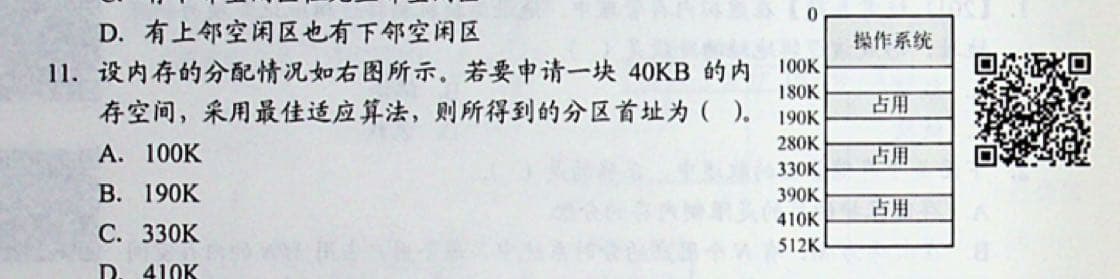 D. 有上邻空闲区也有下邻空闲区
11. 设内存的分配情况如右图所示。若要申请一块 40KB 的内
存空间，采用最佳适应算法，则所得到的分区首址为（ ）。
A. 100K
B. 190K
C. 330K
D. 410K
0
操作系统
100K
180K
占用
190K
280K
占用
330K
390K
占用
410K
512K